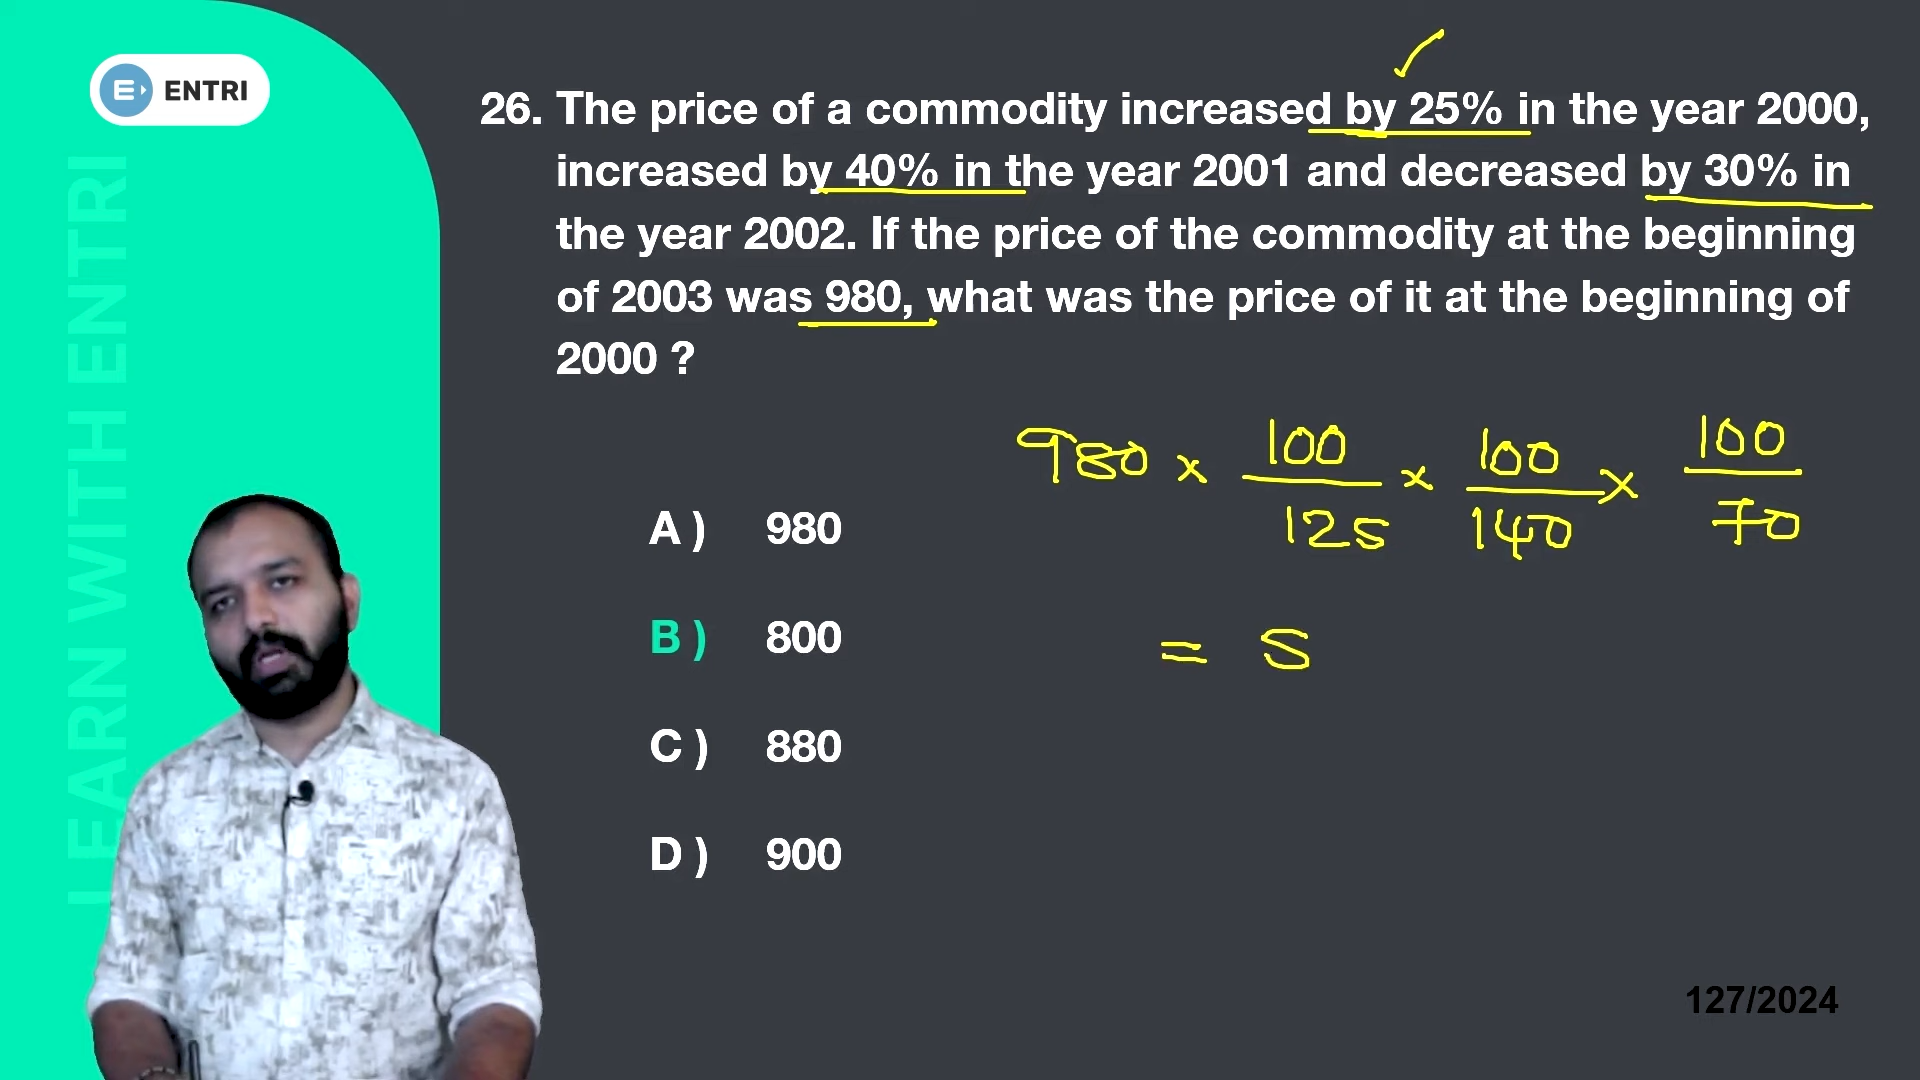 ENTRI
LEARN WITH ENTRI
26. The price of a commodity increased by 25% in the year 2000,
increased by 40% in the year 2001 and decreased by 30% in
the year 2002. If the price of the commodity at the beginning
of 2003 was 980, what was the price of it at the beginning of
2000 ?
980 × 100/125 × 100/140 × 100/70
A ) 980
B ) 800
= S
C ) 880
D ) 900
127/2024